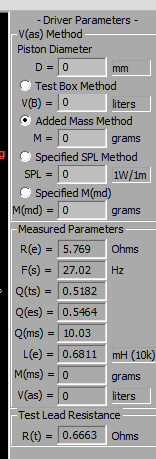 - Driver Parameters -
V(as) Method
Piston Diameter
D = 0 mm
Test Box Method
V(B) = 0 liters
Added Mass Method
M = 0 grams
Specified SPL Method
SPL = 0 1W/1m
Specified M(md)
M(md) = 0 grams
Measured Parameters
R(e) = 5.769 Ohms
F(s) = 27.02 Hz
Q(ts) = 0.5182
Q(es) = 0.5464
Q(ms) = 10.03
L(e) = 0.6811 mH (10k)
M(ms) = 0 grams
V(as) = 0 liters
Test Lead Resistance
R(t) = 0.6663 Ohms